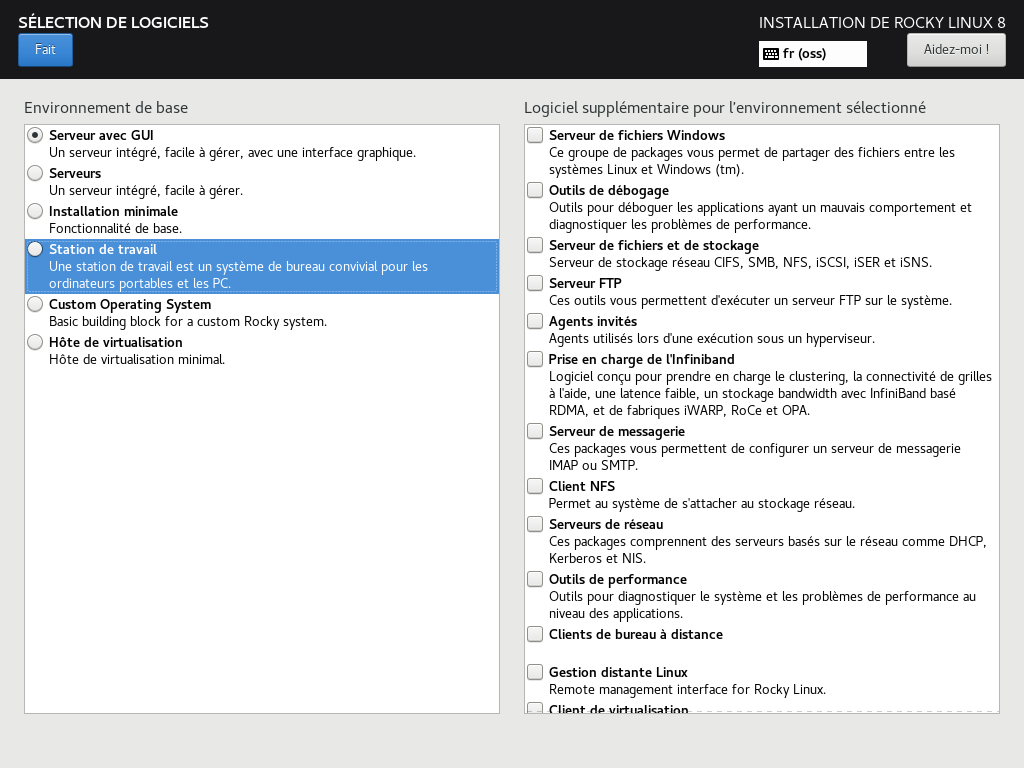 SÉLECTION DE LOGICIELS
INSTALLATION DE ROCKY LINUX 8
Fait
fr (oss)
Aidez-moi !
Environnement de base
Serveur avec GUI
Un serveur intégré, facile à gérer, avec une interface graphique.
Serveurs
Un serveur intégré, facile à gérer.
Installation minimale
Fonctionnalité de base.
Station de travail
Une station de travail est un système de bureau convivial pour les
ordinateurs portables et les PC.
Custom Operating System
Basic building block for a custom Rocky system.
Hôte de virtualisation
Hôte de virtualisation minimal.
Logiciel supplémentaire pour l'environnement sélectionné
Serveur de fichiers Windows
Ce groupe de packages vous permet de partager des fichiers entre les
systèmes Linux et Windows (tm).
Outils de débogage
Outils pour déboguer les applications ayant un mauvais comportement et
diagnostiquer les problèmes de performance.
Serveur de fichiers et de stockage
Serveur de stockage réseau CIFS, SMB, NFS, iSCSI, iSER et iSNS.
Serveur FTP
Ces outils vous permettent d'exécuter un serveur FTP sur le système.
Agents invités
Agents utilisés lors d'une exécution sous un hyperviseur.
Prise en charge de l'Infiniband
Logiciel conçu pour prendre en charge le clustering, la connectivité de grilles
à l'aide, une latence faible, un stockage bandwidth avec InfiniBand basé
RDMA, et de fabriques iWARP, RoCe et OPA.
Serveur de messagerie
Ces packages vous permettent de configurer un serveur de messagerie
IMAP ou SMTP.
Client NFS
Permet au système de s'attacher au stockage réseau.
Serveurs de réseau
Ces packages comprennent des serveurs basés sur le réseau comme DHCP,
Kerberos et NIS.
Outils de performance
Outils pour diagnostiquer le système et les problèmes de performance au
niveau des applications.
Clients de bureau à distance
Gestion distante Linux
Remote management interface for Rocky Linux.
Client de virtualisation